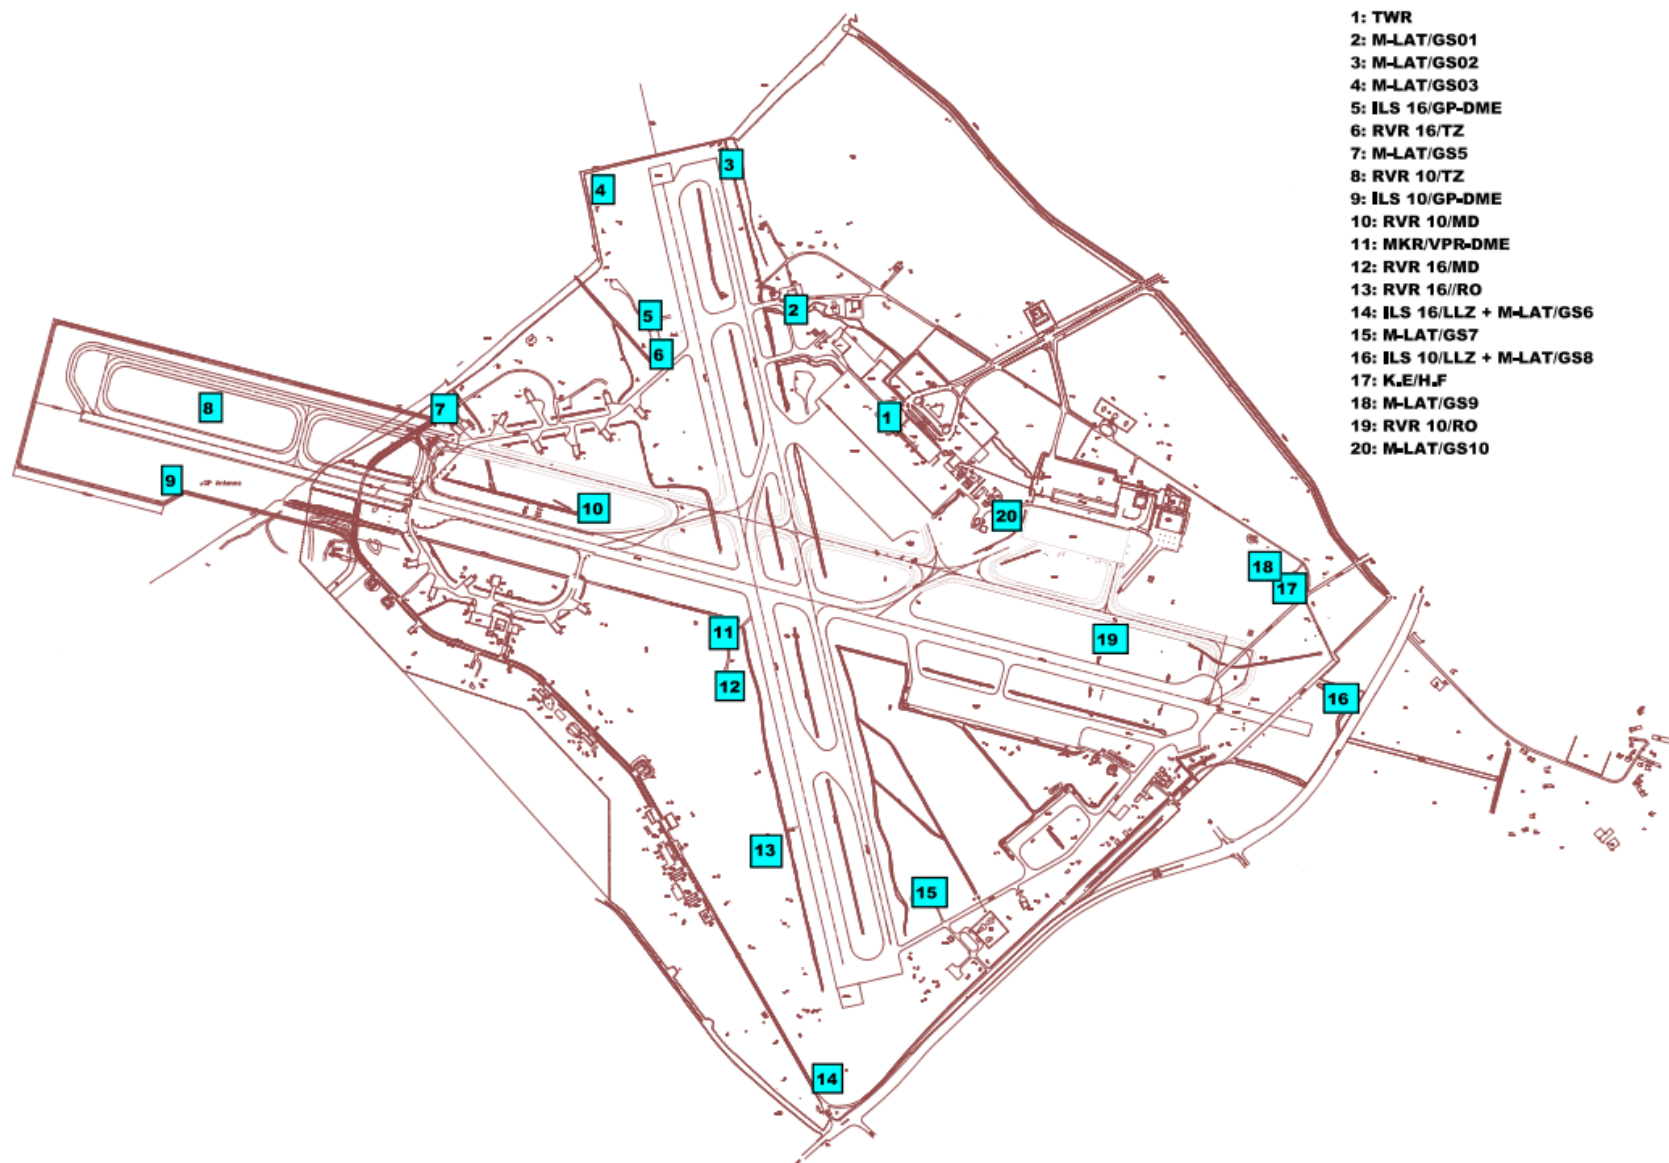 1: TWR
2: M-LAT/GS01
3: M-LAT/GS02
4: M-LAT/GS03
5: ILS 16/GP-DME
6: RVR 16/TZ
7: M-LAT/GS5
8: RVR 10/TZ
9: ILS 10/GP-DME
10: RVR 10/MD
11: MKR/VPR-DME
12: RVR 16/MD
13: RVR 16//RO
14: ILS 16/LLZ + M-LAT/GS6
15: M-LAT/GS7
16: ILS 10/LLZ + M-LAT/GS8
17: K.E/H.F
18: M-LAT/GS9
19: RVR 10/RO
20: M-LAT/GS10
3
4
2
5
6
7
8
1
9
10
20
18
17
11
19
12
16
13
15
14